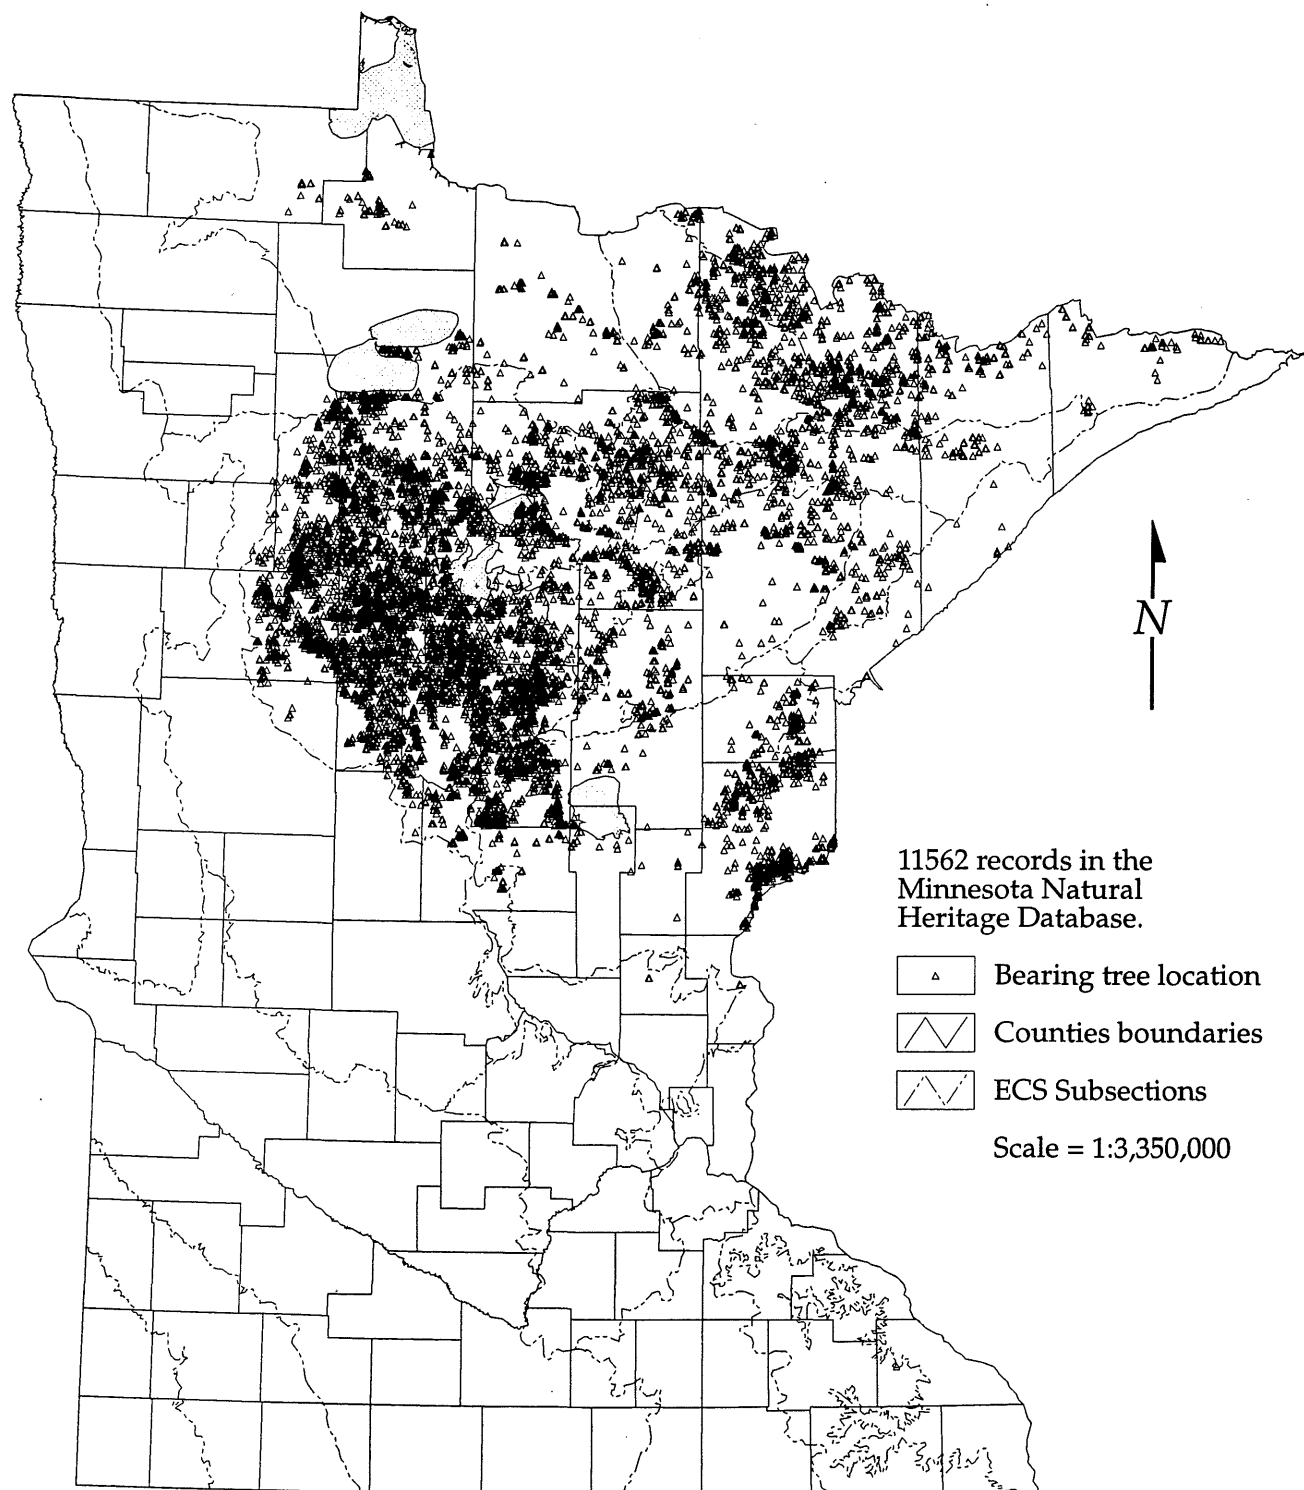 N
11562 records in the
Minnesota Natural
Heritage Database.
Bearing tree location
Counties boundaries
ECS Subsections
Scale = 1:3,350,000